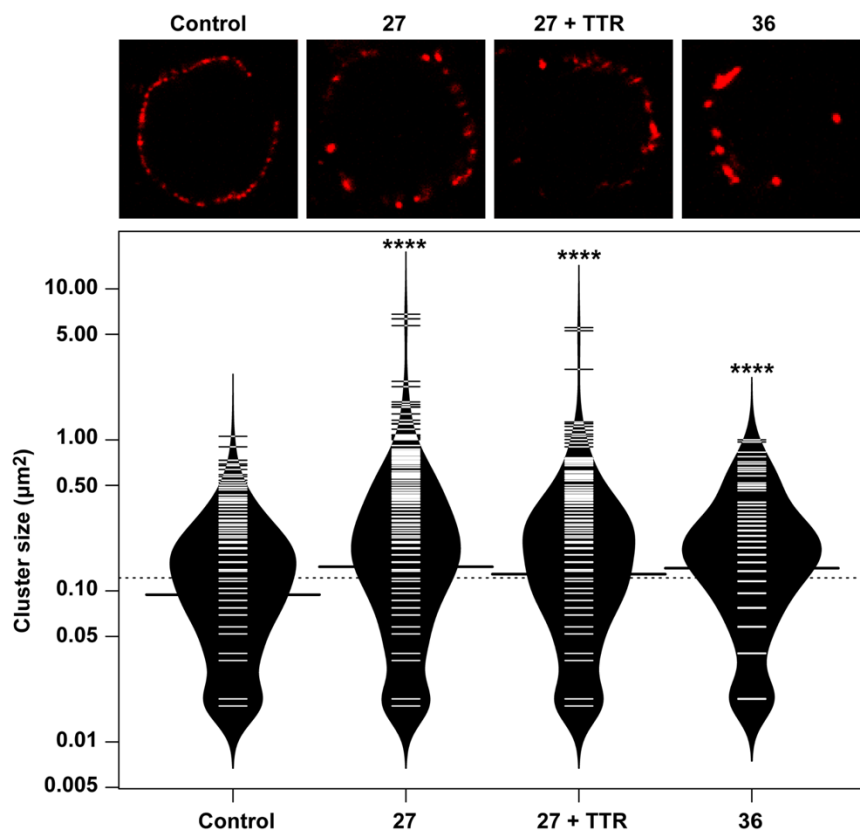 Control 27 27 + TTR 36
**** **** ****
10.00
5.00
1.00
0.50
0.10
0.05
0.01
0.005
Cluster size (µm²)
Control 27 27 + TTR 36